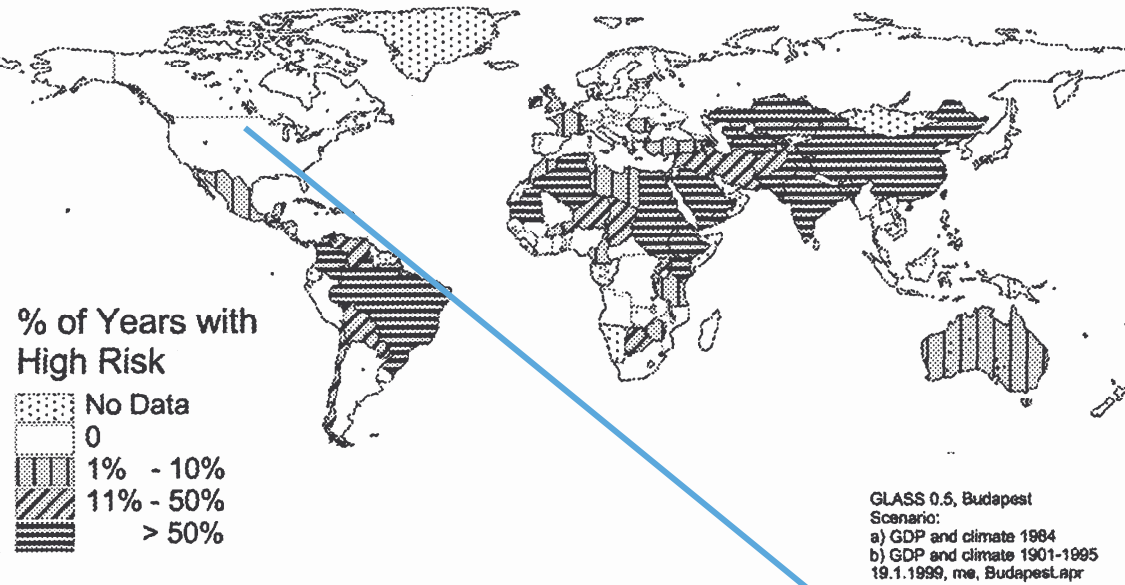 % of Years with
High Risk
No Data
0
1% - 10%
11% - 50%
> 50%
GLASS 0.5, Budapest
Scenario:
a) GDP and climate 1984
b) GDP and climate 1901-1995
19.1.1999, me, Budapest.apr